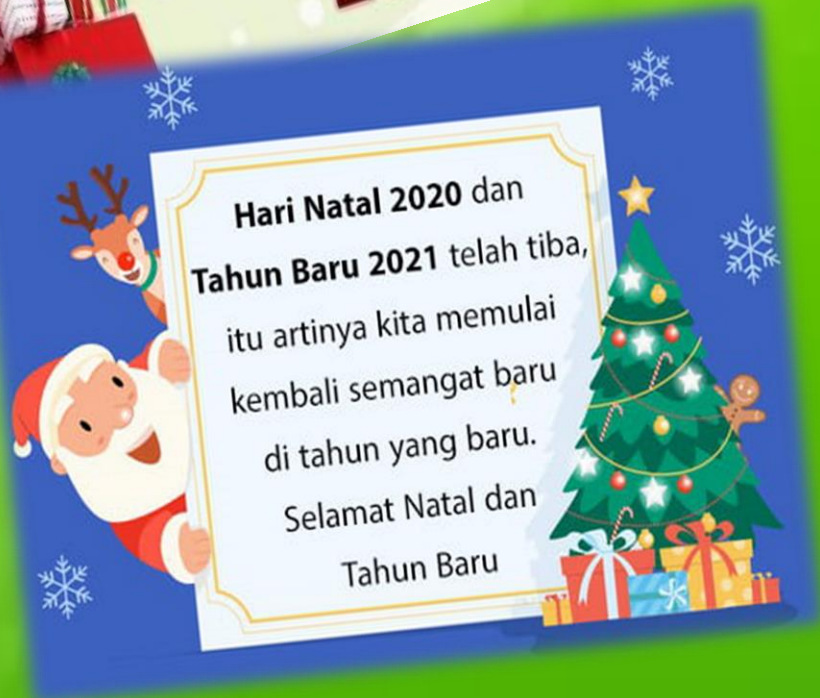 Hari Natal 2020 dan
Tahun Baru 2021 telah tiba,
itu artinya kita memulai
kembali semangat baru
di tahun yang baru.
Selamat Natal dan
Tahun Baru